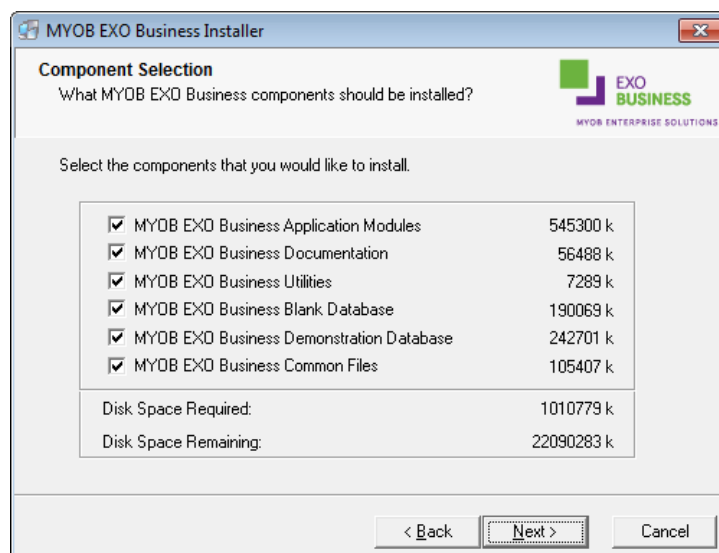 MYOB EXO Business Installer
Component Selection
What MYOB EXO Business components should be installed?
EXO
BUSINESS
MYOB ENTERPRISE SOLUTIONS
Select the components that you would like to install.
MYOB EXO Business Application Modules 545300 k
MYOB EXO Business Documentation 56488 k
MYOB EXO Business Utilities 7289 k
MYOB EXO Business Blank Database 190069 k
MYOB EXO Business Demonstration Database 242701 k
MYOB EXO Business Common Files 105407 k
Disk Space Required: 1010779 k
Disk Space Remaining: 22090283 k
< Back Next > Cancel